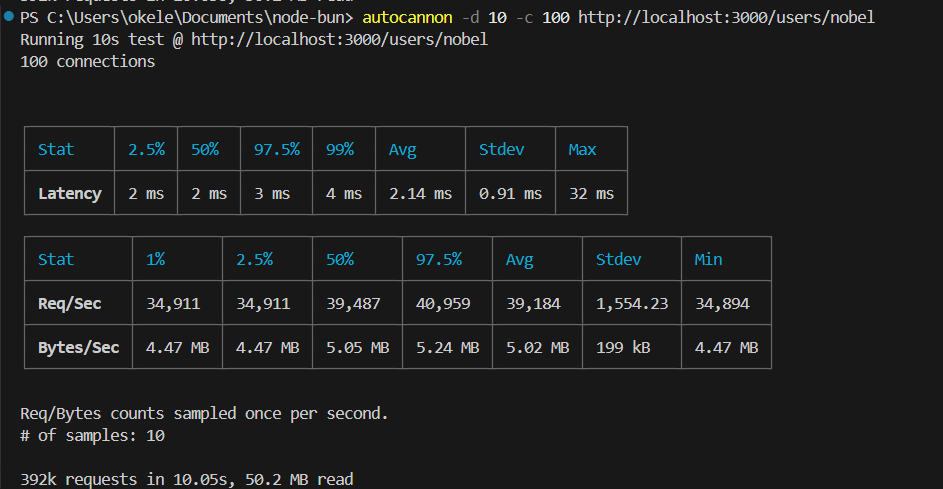 PS C:\Users\okele\Documents\node-bun> autocannon -d 10 -c 100 http://localhost:3000/users/nobel
Running 10s test @ http://localhost:3000/users/nobel
100 connections
Stat 2.5% 50% 97.5% 99% Avg Stdev Max
Latency 2 ms 2 ms 3 ms 4 ms 2.14 ms 0.91 ms 32 ms
Stat 1% 2.5% 50% 97.5% Avg Stdev Min
Req/Sec 34,911 34,911 39,487 40,959 39,184 1,554.23 34,894
Bytes/Sec 4.47 MB 4.47 MB 5.05 MB 5.24 MB 5.02 MB 199 kB 4.47 MB
Req/Bytes counts sampled once per second.
# of samples: 10
392k requests in 10.05s, 50.2 MB read